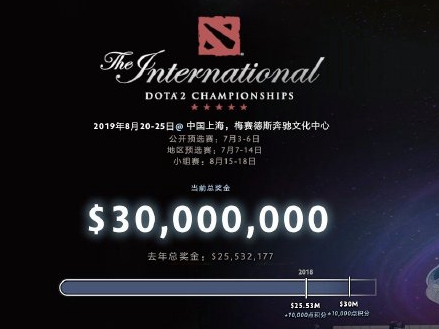 The International
DOTA 2 CHAMPIONSHIPS
2019年8月20-25日@ 中国上海，梅赛德斯奔驰文化中心
公开预选赛：7月3-6日
地区预选赛：7月7-14日
小组赛：8月15-18日
当前总奖金
$30,000,000
去年总奖金：$25,532,177
2018
$25.53M $30M
+10,000点积分 +10,000点积分